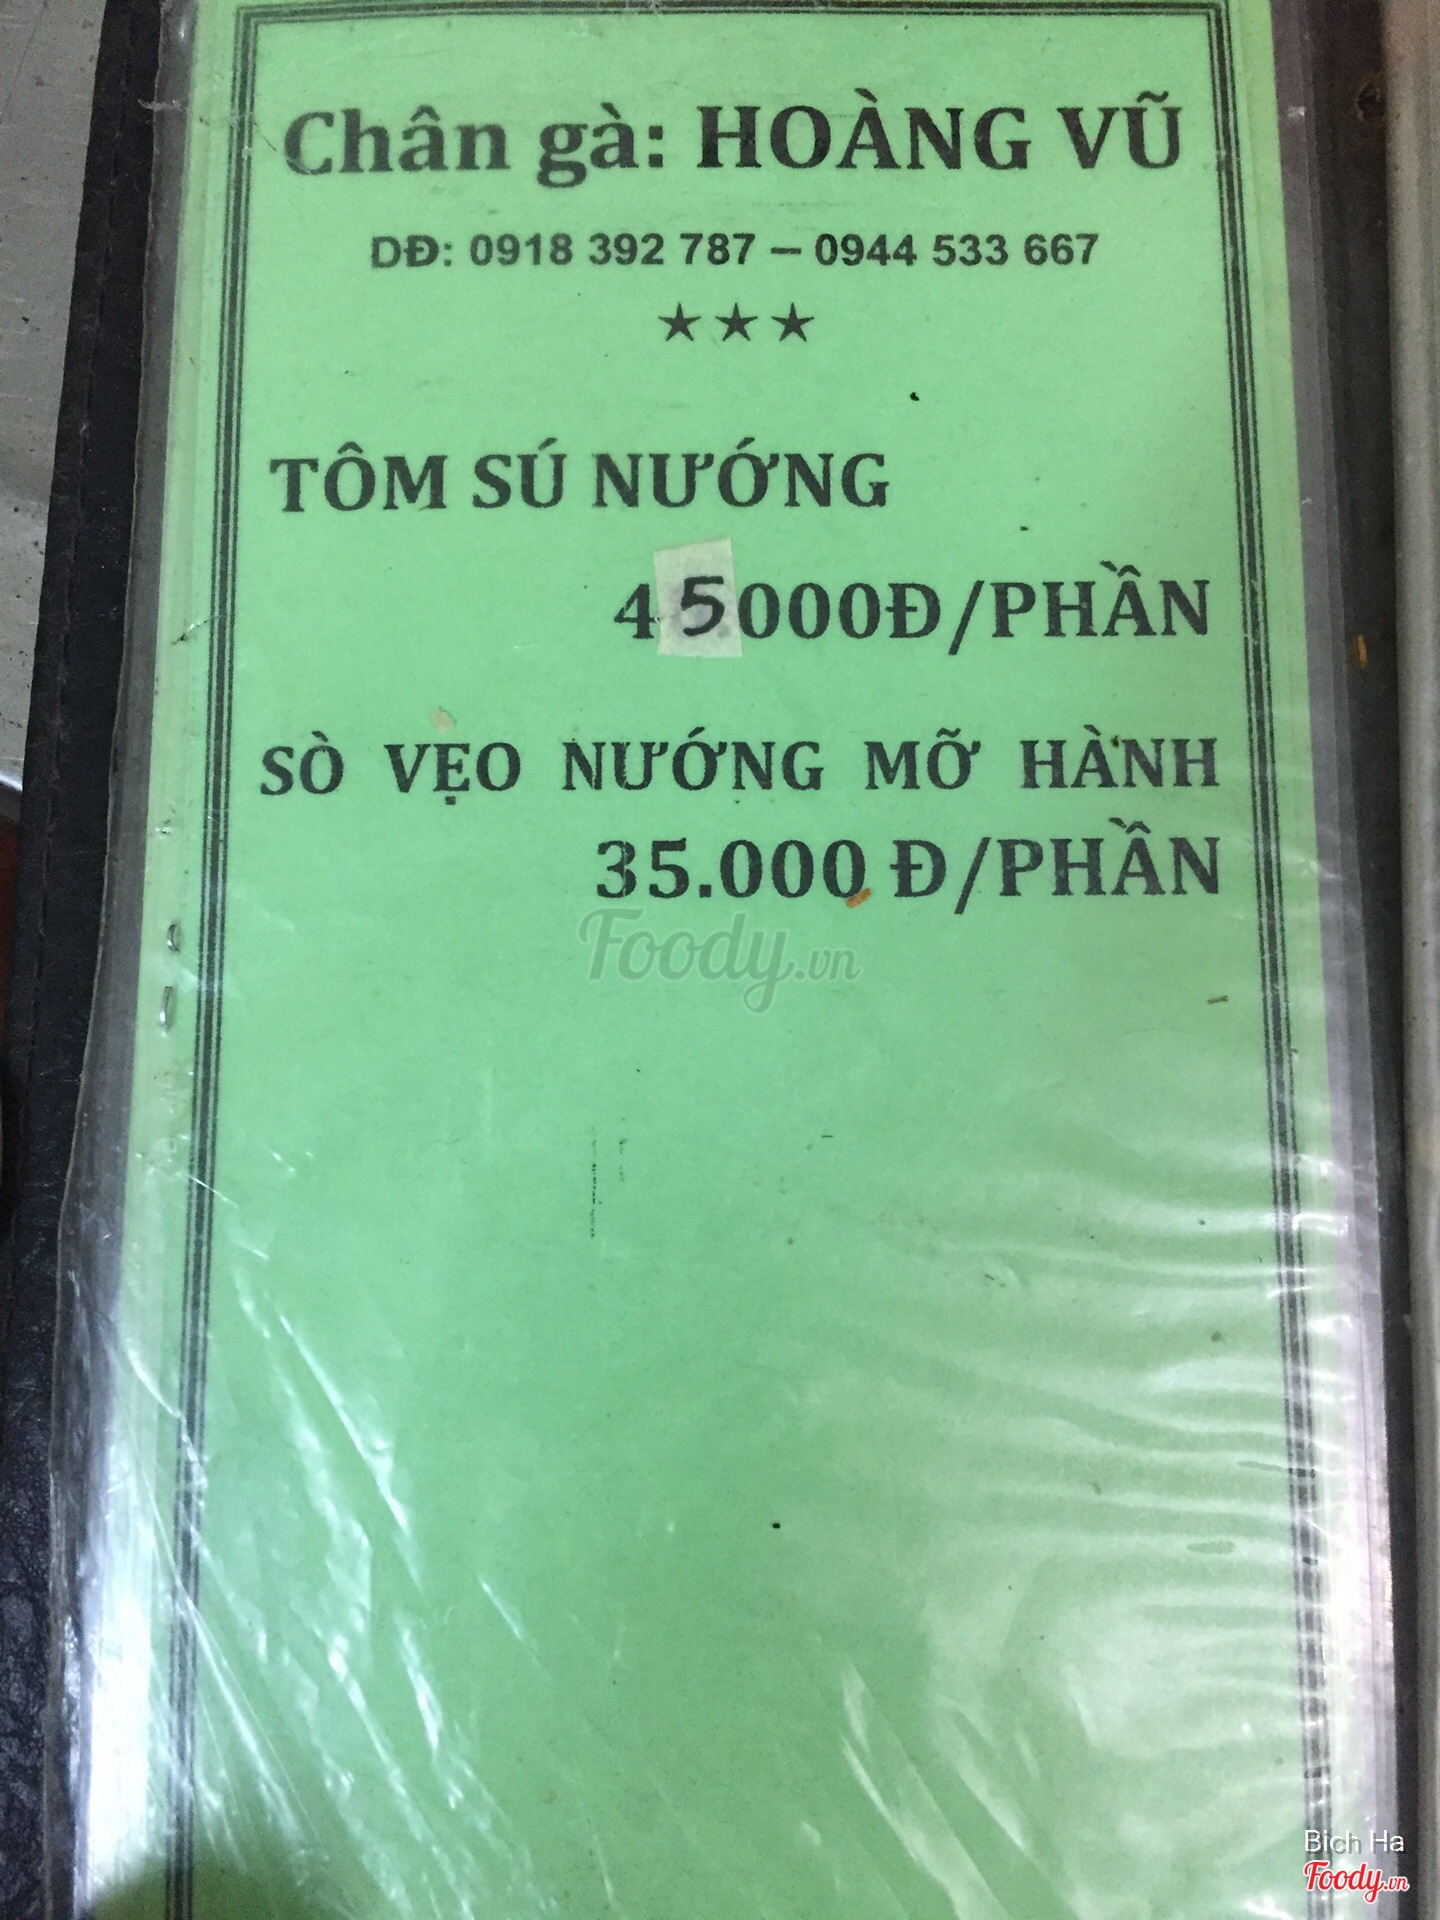 Chân gà: HOÀNG VŨ
DĐ: 0918 392 787 – 0944 533 667
★ ★ ★
TÔM SÚ NƯỚNG
45000Đ/PHẦN
SÒ VẸO NƯỚNG MỠ HÀNH
35.000 Đ/PHẦN
Foody.vn
Bich Ha
Foody.vn